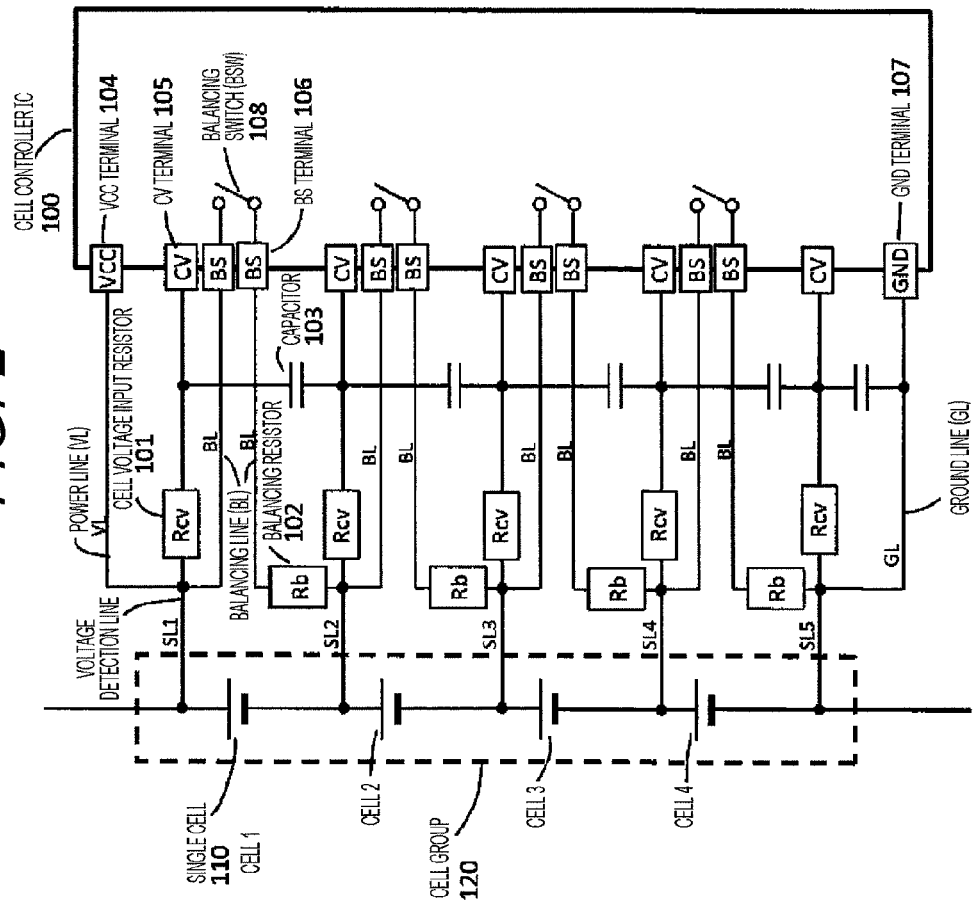 CELL CONTROLLER IC
100
VCC TERMINAL 104
CV TERMINAL 105
BALANCING
SWITCH (BSW)
108
BS TERMINAL 106
GND TERMINAL 107
VCC
CV
BS
BS
CV
BS
BS
CV
BS
BS
CV
BS
BS
CV
GND
POWER LINE (VL)
VL
CELL VOLTAGE INPUT RESISTOR
101
CAPACITOR
103
BALANCING LINE (BL)
BALANCING RESISTOR
102
GROUND LINE (GL)
GL
BL
BL
BL
BL
BL
BL
BL
BL
Rcv
Rcv
Rcv
Rcv
Rcv
Rb
Rb
Rb
Rb
VOLTAGE
DETECTION LINE
SL1
SL2
SL3
SL4
SL5
SINGLE CELL
110
CELL 1
CELL 2
CELL 3
CELL 4
CELL GROUP
120